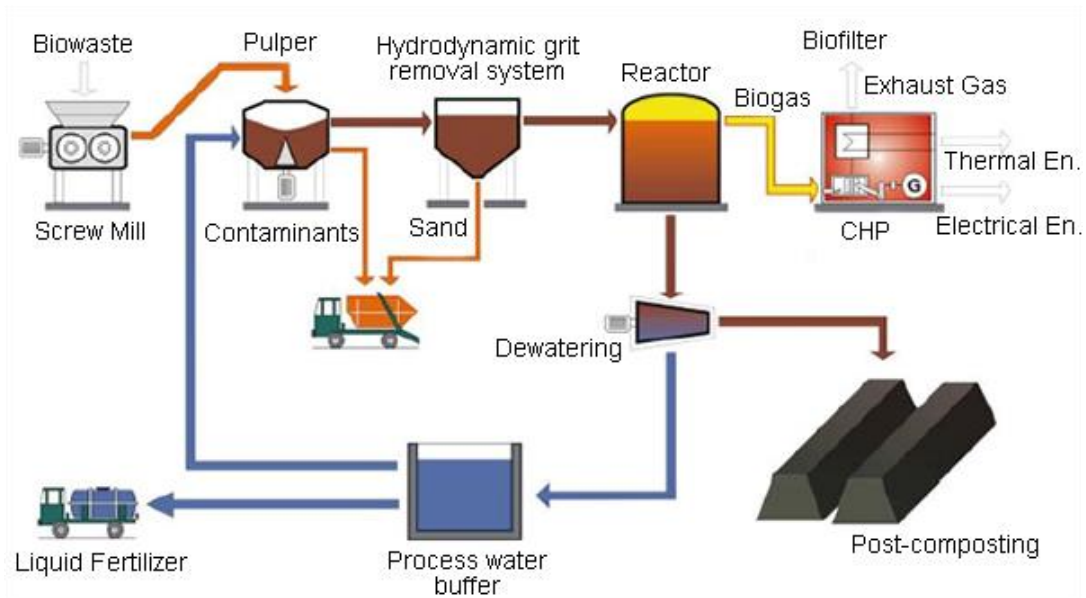 Biowaste
Pulper
Hydrodynamic grit
removal system
Reactor
Biogas
Biofilter
Exhaust Gas
Thermal En.
Electrical En.
G
CHP
Screw Mill
Contaminants
Sand
Dewatering
Post-composting
Process water
buffer
Liquid Fertilizer